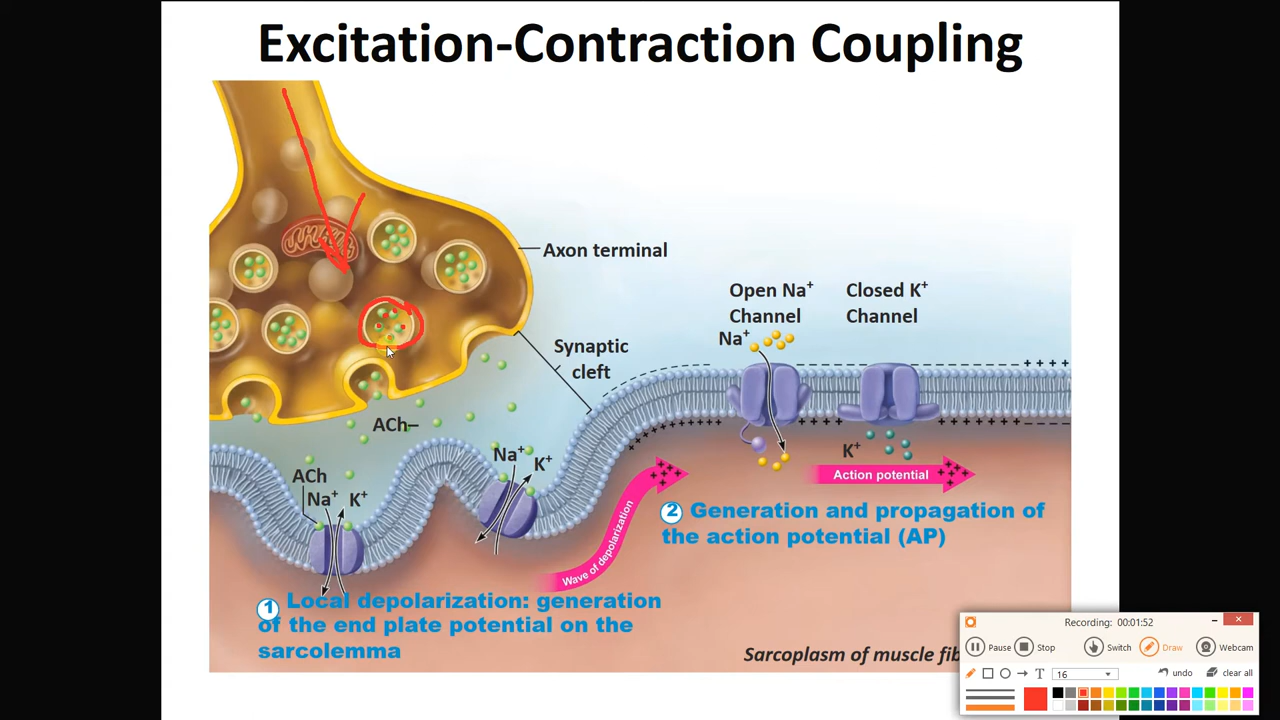 Excitation-Contraction Coupling
Axon terminal
Open Na+
Channel
Closed K+
Channel
Na+
Synaptic
cleft
ACh–
ACh
Na+ K+
Na+
K+
K+
Action potential
Wave of depolarization
2 Generation and propagation of
the action potential (AP)
1 Local depolarization: generation
of the end plate potential on the
sarcolemma
Sarcoplasm of muscle fib
Recording: 00:01:52
Pause Stop Switch Draw Webcam
T 16 undo clear all